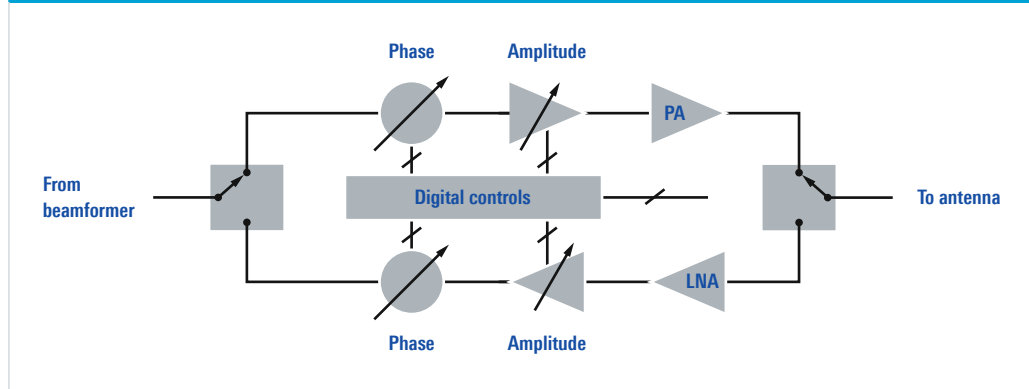 Phase
Amplitude
PA
From
beamformer
Digital controls
To antenna
LNA
Phase
Amplitude